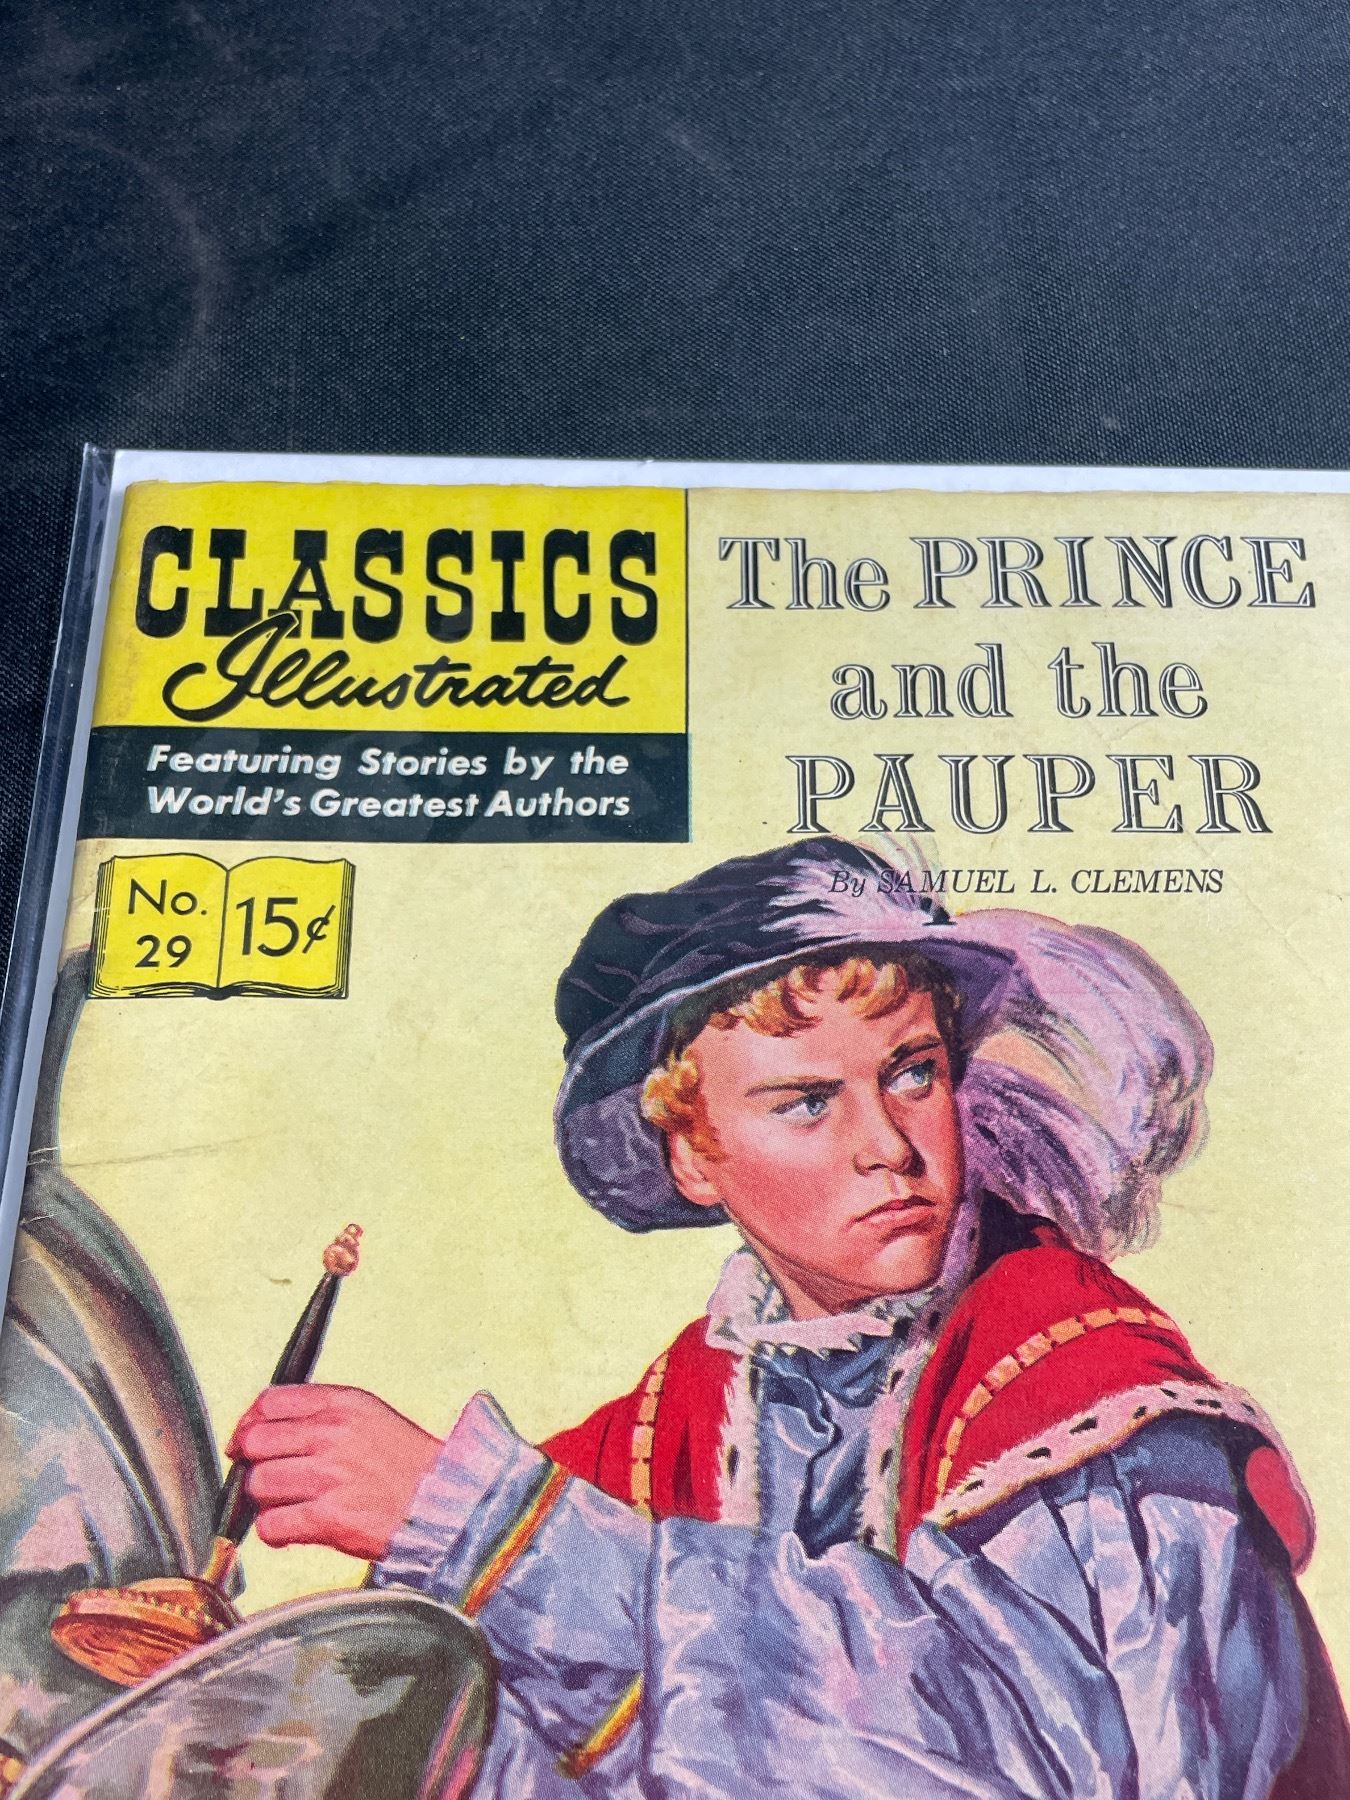 CLASSICS
Illustrated
Featuring Stories by the
World's Greatest Authors
No.
29
15¢
The PRINCE
and the
PAUPER
By SAMUEL L. CLEMENS